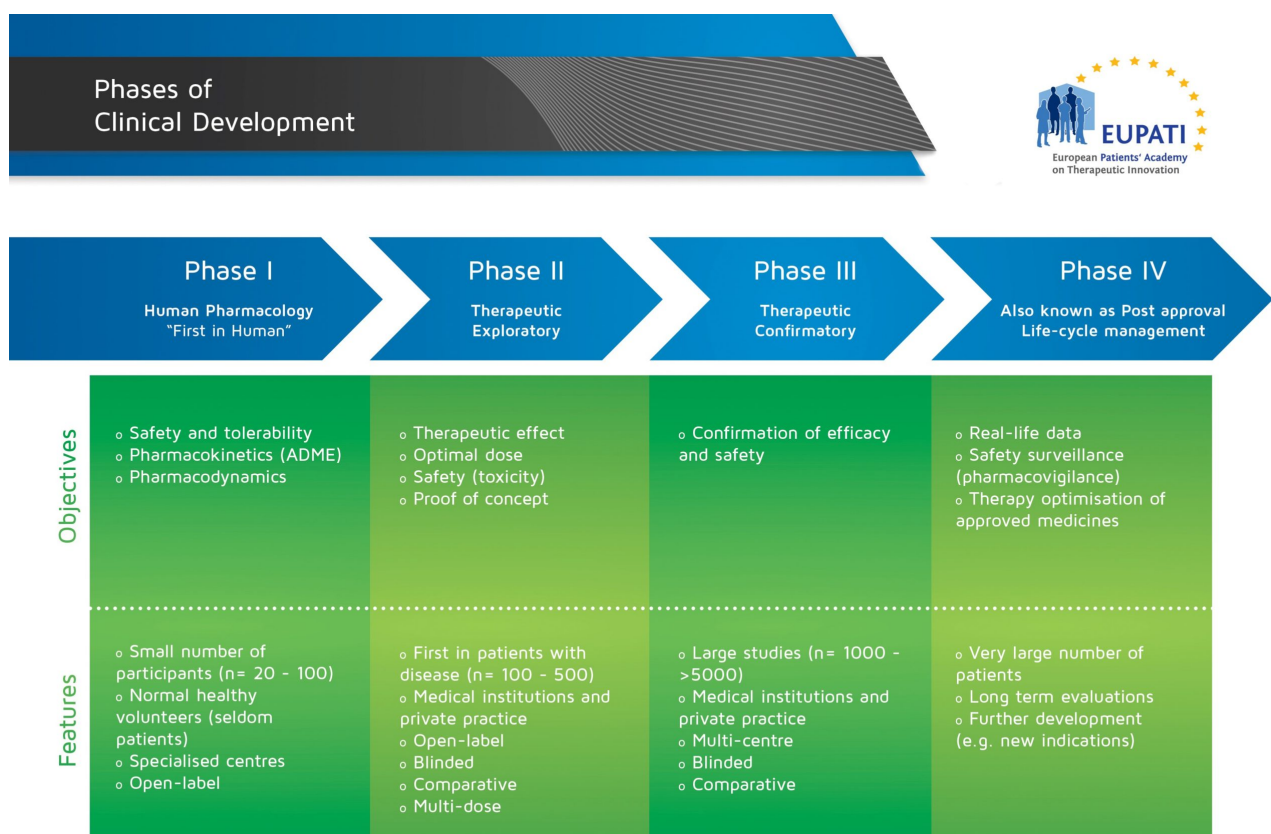 Phases of
Clinical Development
EUPATI
European Patients' Academy
on Therapeutic Innovation
Phase I
Human Pharmacology
"First in Human"
Phase II
Therapeutic
Exploratory
Phase III
Therapeutic
Confirmatory
Phase IV
Also known as Post approval
Life-cycle management
Objectives
o Safety and tolerability
o Pharmacokinetics (ADME)
o Pharmacodynamics
o Therapeutic effect
o Optimal dose
o Safety (toxicity)
o Proof of concept
o Confirmation of efficacy
and safety
o Real-life data
o Safety surveillance
(pharmacovigilance)
o Therapy optimisation of
approved medicines
Features
o Small number of
participants (n= 20 - 100)
o Normal healthy
volunteers (seldom
patients)
o Specialised centres
o Open-label
o First in patients with
disease (n= 100 - 500)
o Medical institutions and
private practice
o Open-label
o Blinded
o Comparative
o Multi-dose
o Large studies (n= 1000 -
>5000)
o Medical institutions and
private practice
o Multi-centre
o Blinded
o Comparative
o Very large number of
patients
o Long term evaluations
o Further development
(e.g. new indications)